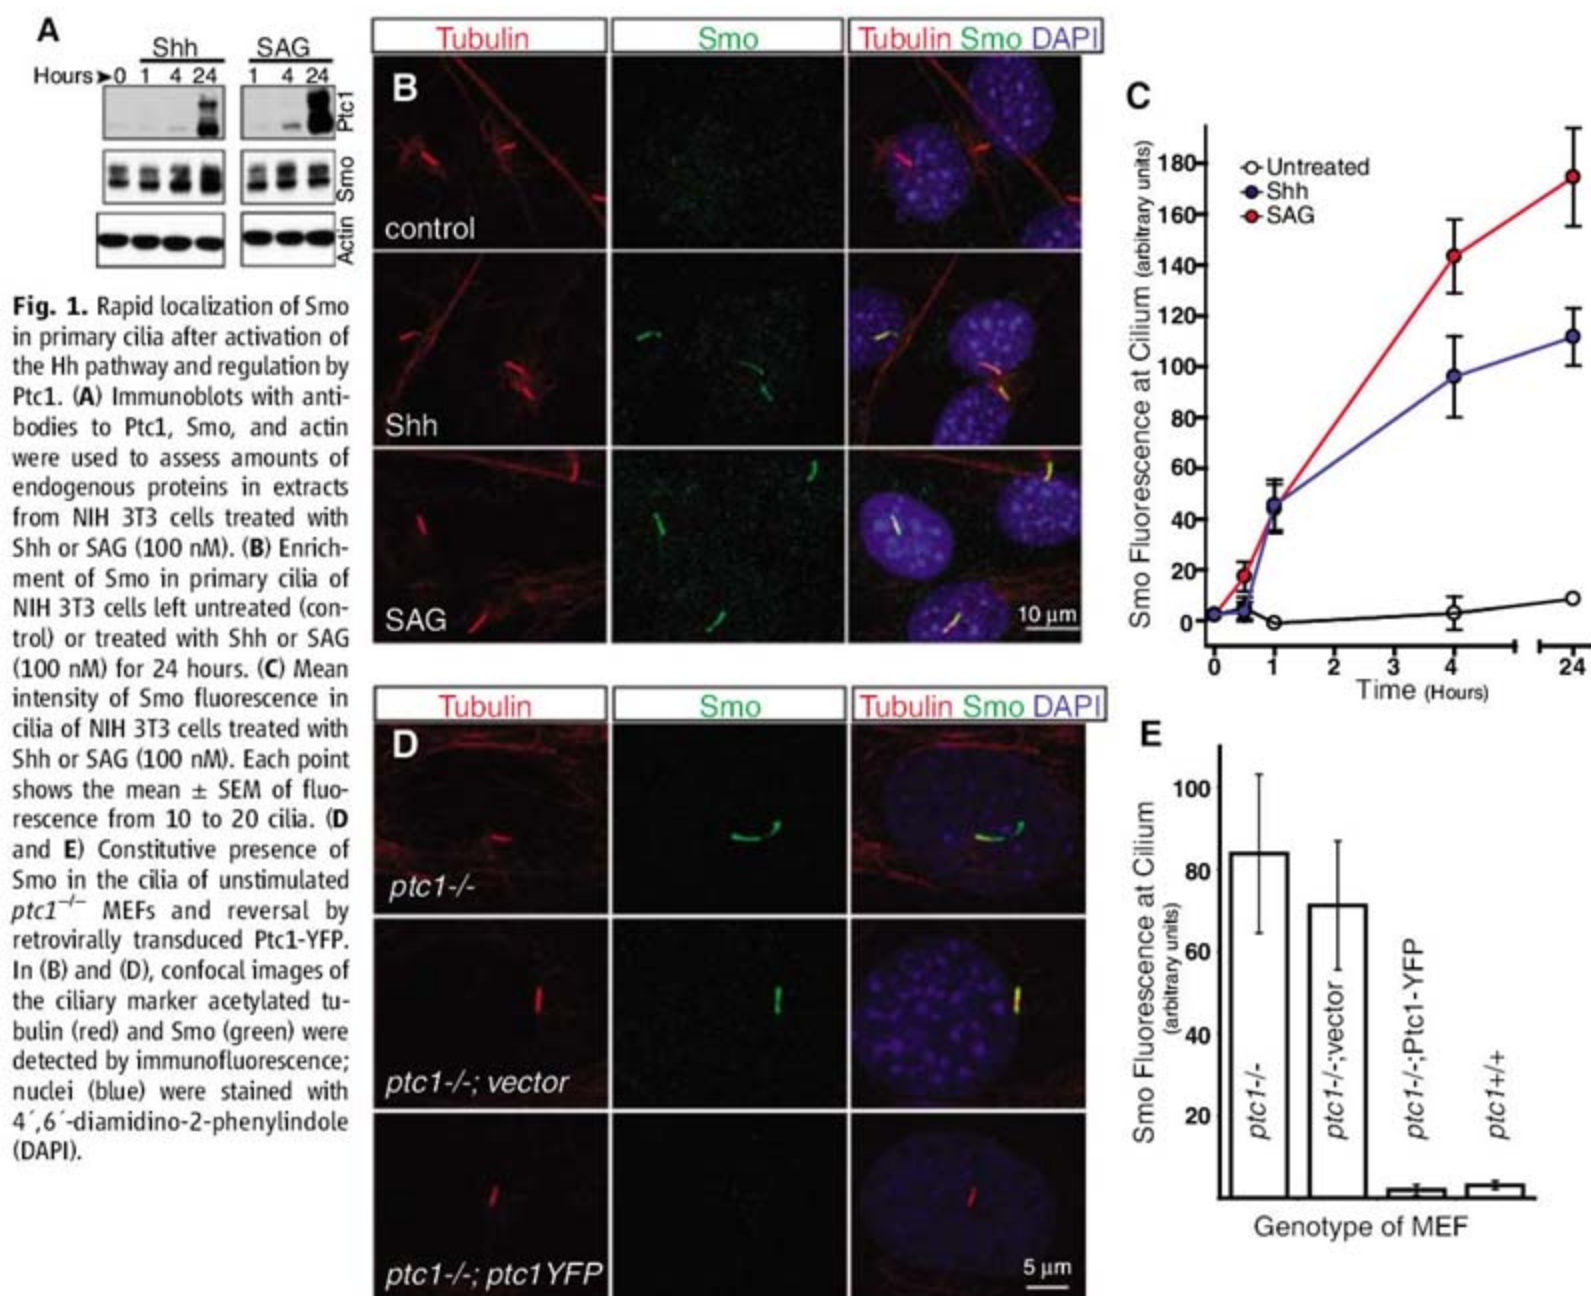 A
Shh SAG
Hours ➤ 0 1 4 24 1 4 24
Ptc1
Smo
Actin
Fig. 1. Rapid localization of Smo
in primary cilia after activation of
the Hh pathway and regulation by
Ptc1. (A) Immunoblots with anti-
bodies to Ptc1, Smo, and actin
were used to assess amounts of
endogenous proteins in extracts
from NIH 3T3 cells treated with
Shh or SAG (100 nM). (B) Enrich-
ment of Smo in primary cilia of
NIH 3T3 cells left untreated (con-
trol) or treated with Shh or SAG
(100 nM) for 24 hours. (C) Mean
intensity of Smo fluorescence in
cilia of NIH 3T3 cells treated with
Shh or SAG (100 nM). Each point
shows the mean ± SEM of fluo-
rescence from 10 to 20 cilia. (D
and E) Constitutive presence of
Smo in the cilia of unstimulated
ptc1−/− MEFs and reversal by
retrovirally transduced Ptc1-YFP.
In (B) and (D), confocal images of
the ciliary marker acetylated tu-
bulin (red) and Smo (green) were
detected by immunofluorescence;
nuclei (blue) were stained with
4´,6´-diamidino-2-phenylindole
(DAPI).
Tubulin Smo Tubulin Smo DAPI
B
control
Shh
SAG
10 µm
C
Smo Fluorescence at Cilium (arbitrary units)
180
160
140
120
100
80
60
40
20
0
Untreated
Shh
SAG
0 1 2 3 4 24
Time (Hours)
Tubulin Smo Tubulin Smo DAPI
D
ptc1-/-
ptc1-/-; vector
ptc1-/-; ptc1YFP
5 µm
E
Smo Fluorescence at Cilium
(arbitrary units)
100
80
60
40
20
ptc1-/-
ptc1-/-;vector
ptc1-/-;Ptc1-YFP
ptc1+/+
Genotype of MEF